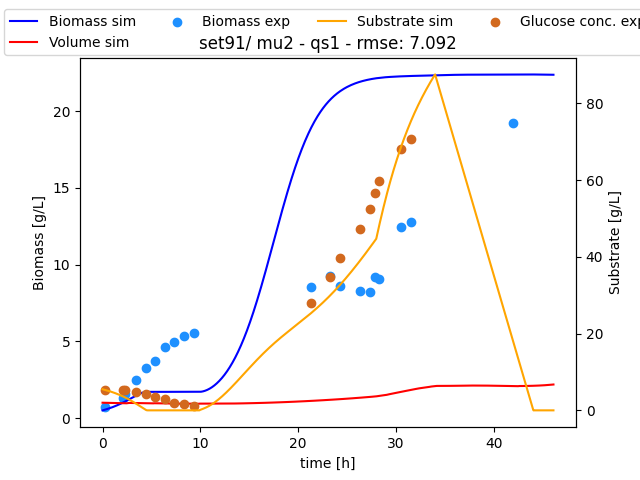 Biomass sim Biomass exp Substrate sim Glucose conc. exp
Volume sim
set91/ mu2 - qs1 - rmse: 7.092
20
15
10
5
0
Biomass [g/L]
80
60
40
20
0
Substrate [g/L]
0 10 20 30 40
time [h]